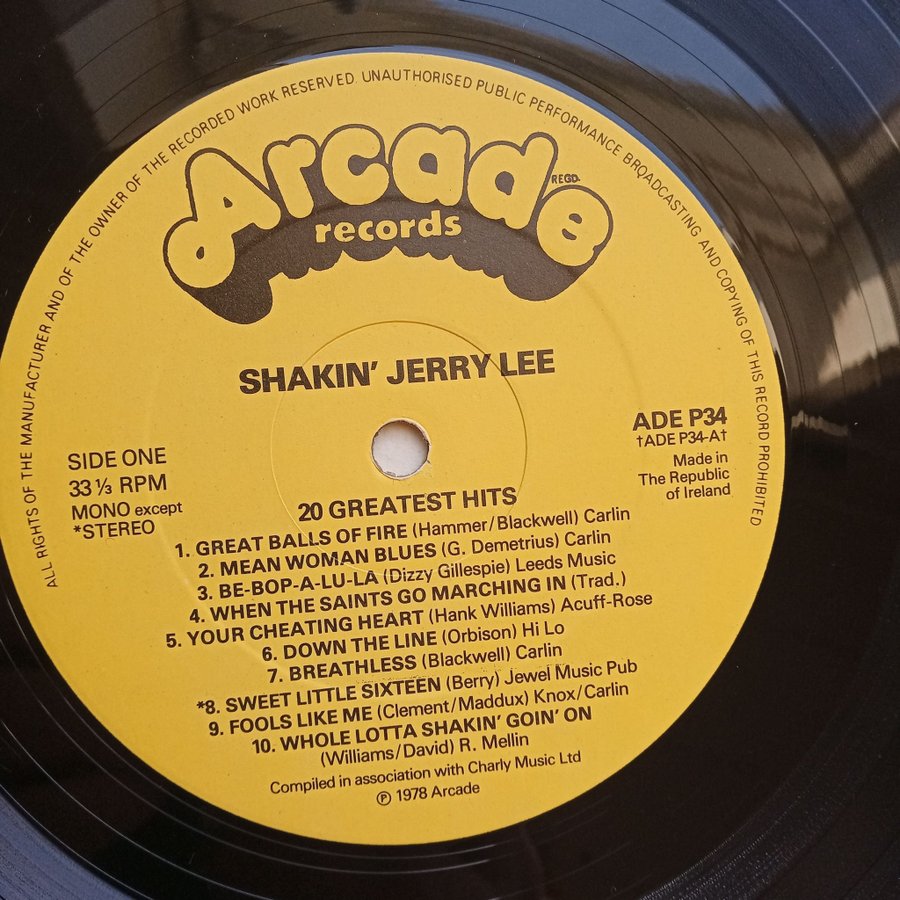 ALL RIGHTS OF THE MANUFACTURER AND OF THE OWNER OF THE RECORDED WORK RESERVED. UNAUTHORISED PUBLIC PERFORMANCE BROADCASTING AND COPYING OF THIS RECORD PROHIBITED
Arcade REGD.
records
SHAKIN' JERRY LEE
SIDE ONE
33 ⅓ RPM
MONO except
*STEREO
ADE P34
†ADE P34-A†
Made in
The Republic
of Ireland
20 GREATEST HITS
1. GREAT BALLS OF FIRE (Hammer/Blackwell) Carlin
2. MEAN WOMAN BLUES (G. Demetrius) Carlin
3. BE-BOP-A-LU-LA (Dizzy Gillespie) Leeds Music
4. WHEN THE SAINTS GO MARCHING IN (Trad.)
5. YOUR CHEATING HEART (Hank Williams) Acuff-Rose
6. DOWN THE LINE (Orbison) Hi Lo
7. BREATHLESS (Blackwell) Carlin
*8. SWEET LITTLE SIXTEEN (Berry) Jewel Music Pub
9. FOOLS LIKE ME (Clement/Maddux) Knox/Carlin
10. WHOLE LOTTA SHAKIN' GOIN' ON
(Williams/David) R. Mellin
Compiled in association with Charly Music Ltd
℗ 1978 Arcade